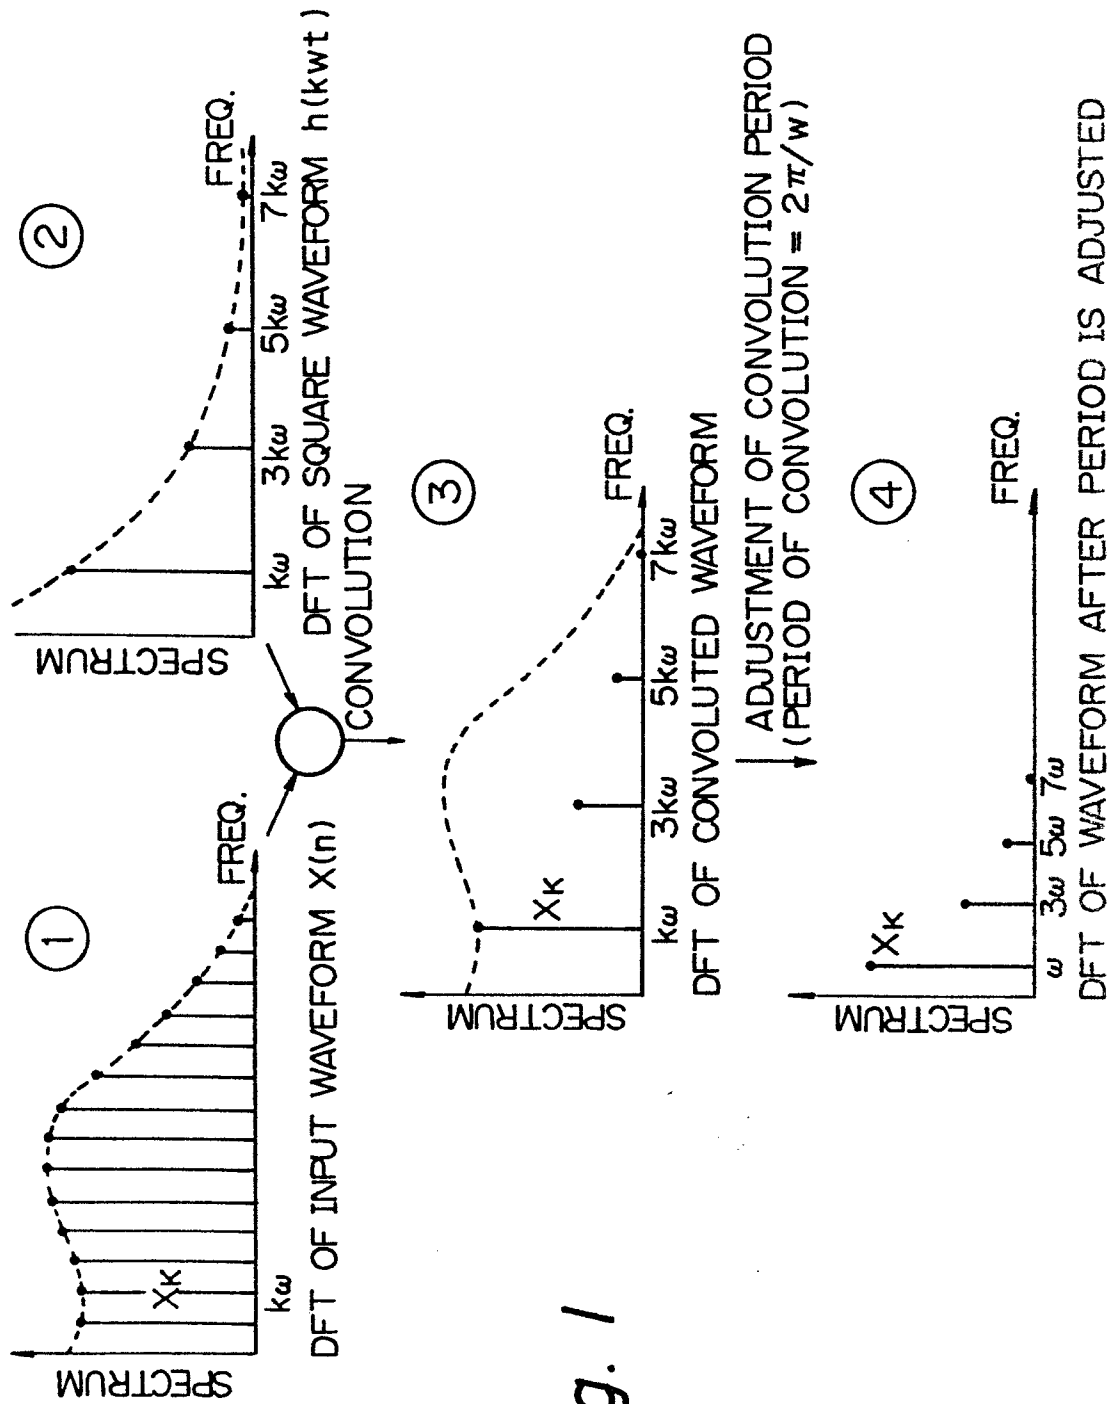 1
SPECTRUM
XK
kω
FREQ.
DFT OF INPUT WAVEFORM X(n)
2
SPECTRUM
FREQ.
kω 3kω 5kω 7kω
DFT OF SQUARE WAVEFORM h(kwt)
CONVOLUTION
3
SPECTRUM
XK
FREQ.
kω 3kω 5kω 7kω
DFT OF CONVOLUTED WAVEFORM
ADJUSTMENT OF CONVOLUTION PERIOD
(PERIOD OF CONVOLUTION = 2π/w)
4
SPECTRUM
XK
FREQ.
ω 3ω 5ω 7ω
DFT OF WAVEFORM AFTER PERIOD IS ADJUSTED
g. 1